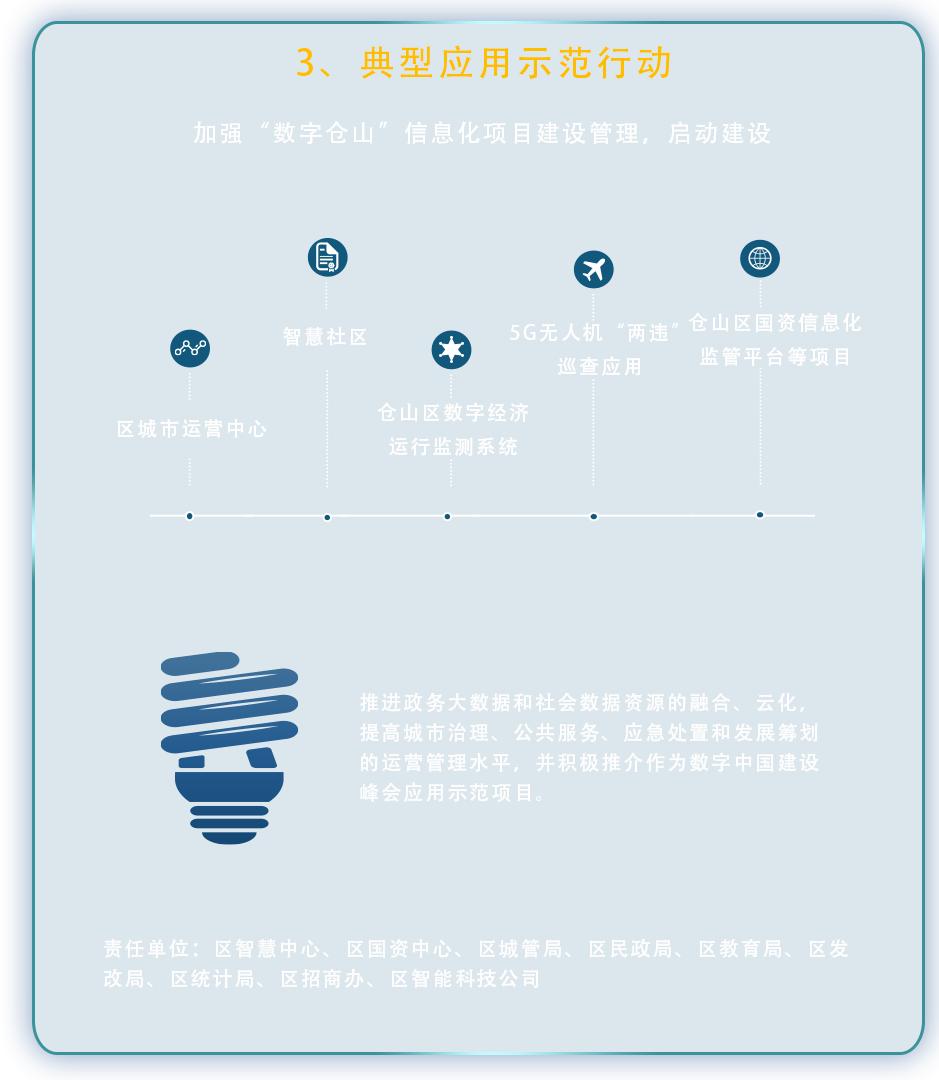 3、典型应用示范行动
加强“数字仓山”信息化项目建设管理，启动建设
区城市运营中心
智慧社区
仓山区数字经济
运行监测系统
5G无人机“两违”
巡查应用
仓山区国资信息化
监管平台等项目
推进政务大数据和社会数据资源的融合、云化，
提高城市治理、公共服务、应急处置和发展筹划
的运营管理水平，并积极推介作为数字中国建设
峰会应用示范项目。
责任单位：区智慧中心、区国资中心、区城管局、区民政局、区教育局、区发
改局、区统计局、区招商办、区智能科技公司